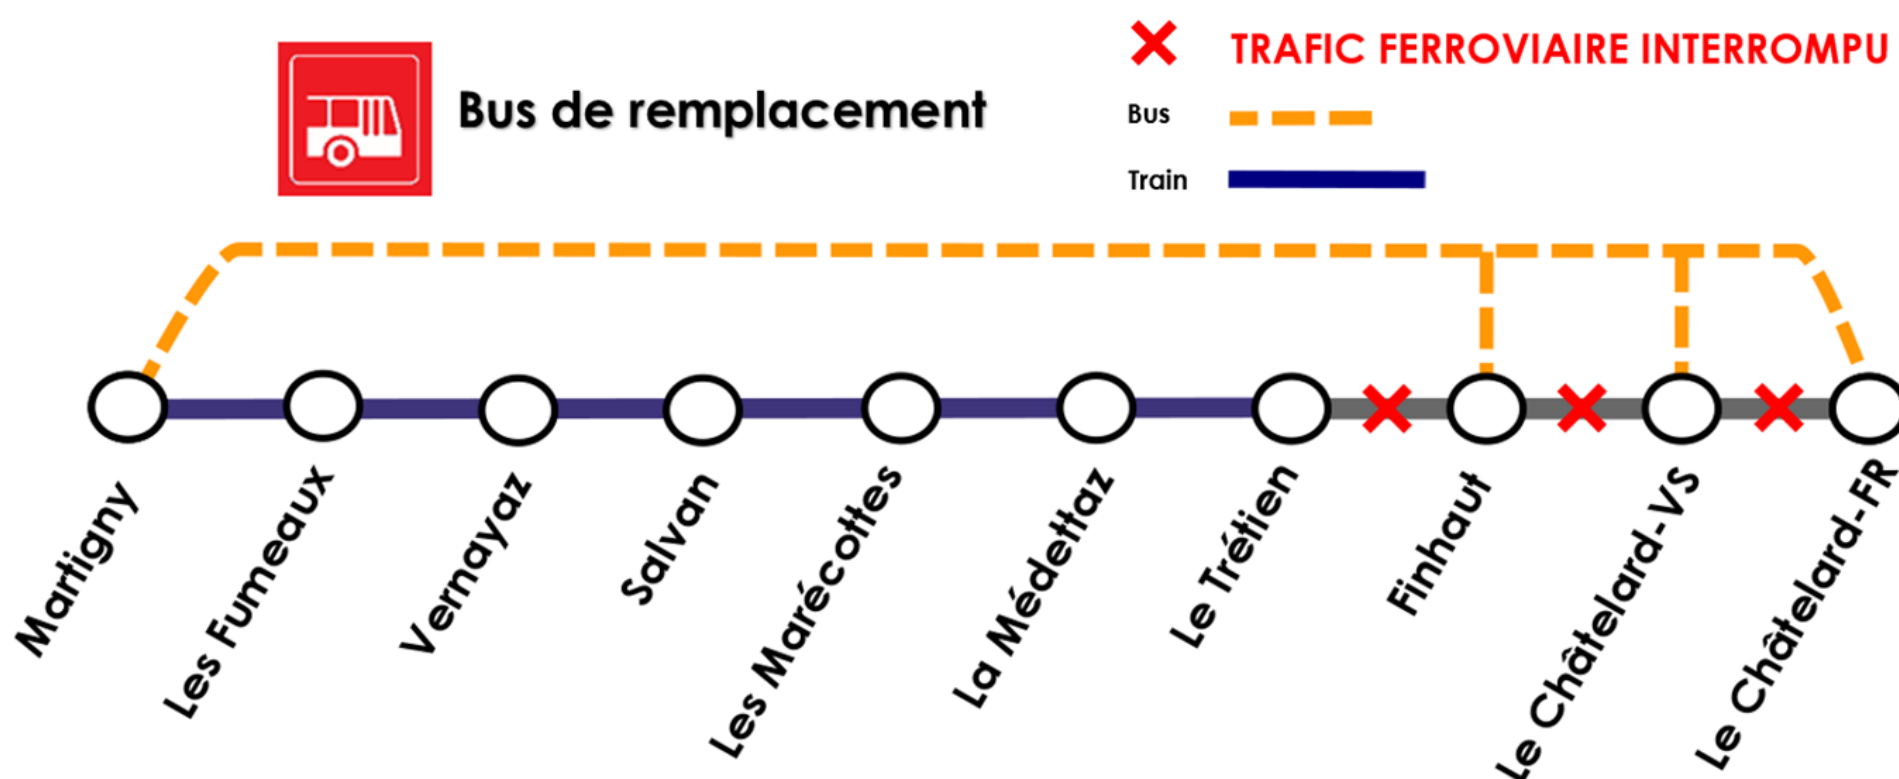 Bus de remplacement
TRAFIC FERROVIAIRE INTERROMPU
Bus
Train
Martigny
Les Fumeaux
Vernayaz
Salvan
Les Marécottes
La Médettaz
Le Trétien
Finhaut
Le Châtelard-VS
Le Châtelard-FR